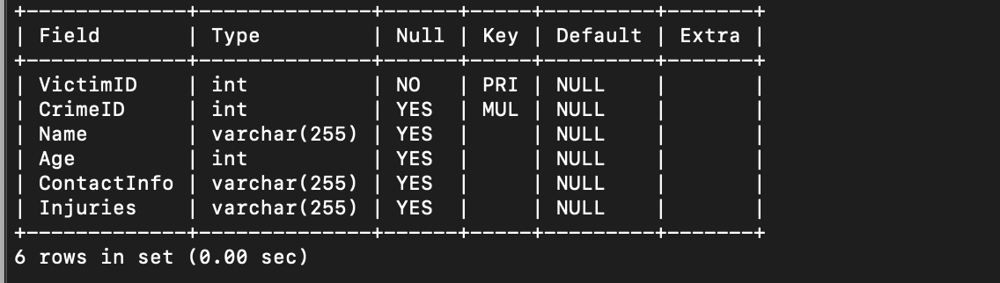 +-------------+--------------+------+-----+---------+-------+
| Field       | Type         | Null | Key | Default | Extra |
+-------------+--------------+------+-----+---------+-------+
| VictimID    | int          | NO   | PRI | NULL    |       |
| CrimeID     | int          | YES  | MUL | NULL    |       |
| Name        | varchar(255) | YES  |     | NULL    |       |
| Age         | int          | YES  |     | NULL    |       |
| ContactInfo | varchar(255) | YES  |     | NULL    |       |
| Injuries    | varchar(255) | YES  |     | NULL    |       |
+-------------+--------------+------+-----+---------+-------+
6 rows in set (0.00 sec)